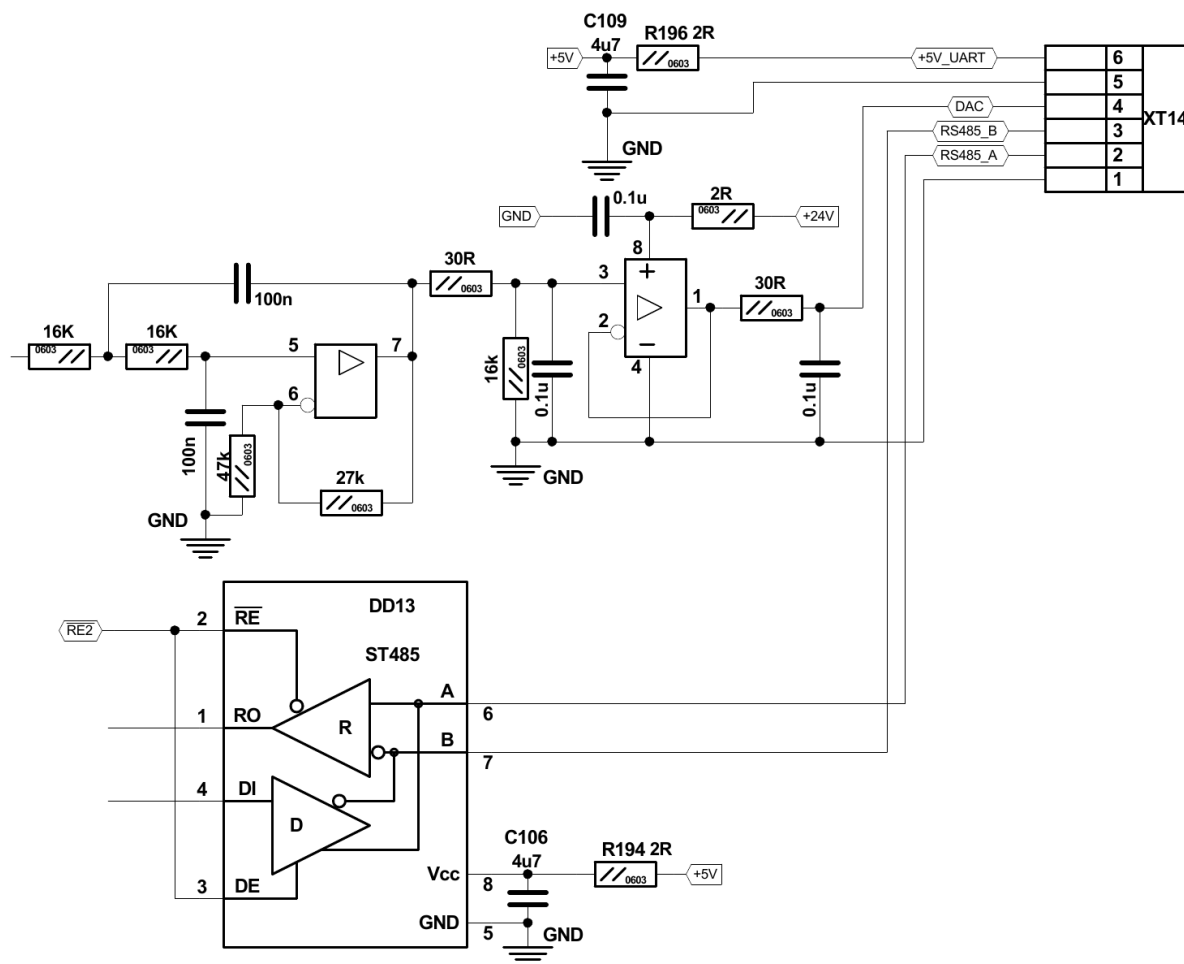 C109
4u7
R196 2R
+5V
0603
+5V_UART
6
5
DAC
4
XT14
RS485_B
3
RS485_A
2
1
GND
0.1u
2R
GND
0603
+24V
8
30R
3
+
30R
0603
1
0603
100n
2
−
4
16K
16K
0603
0603
5
7
6
16k
0603
0.1u
0.1u
100n
47k
0603
27k
0603
GND
GND
DD13
ST485
RE2
2
RE
A
6
1
RO
R
B
7
4
DI
D
C106
4u7
R194 2R
Vcc
8
0603
+5V
3
DE
GND
5
GND